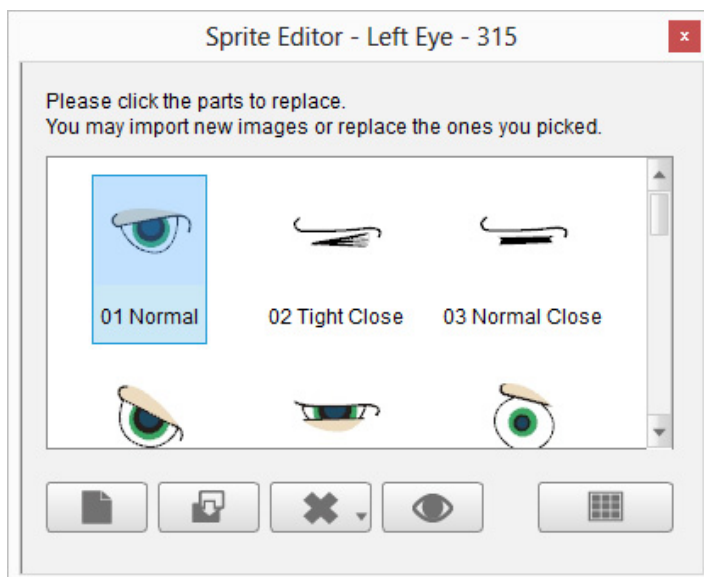 Sprite Editor - Left Eye - 315
x
Please click the parts to replace.
You may import new images or replace the ones you picked.
01 Normal
02 Tight Close
03 Normal Close